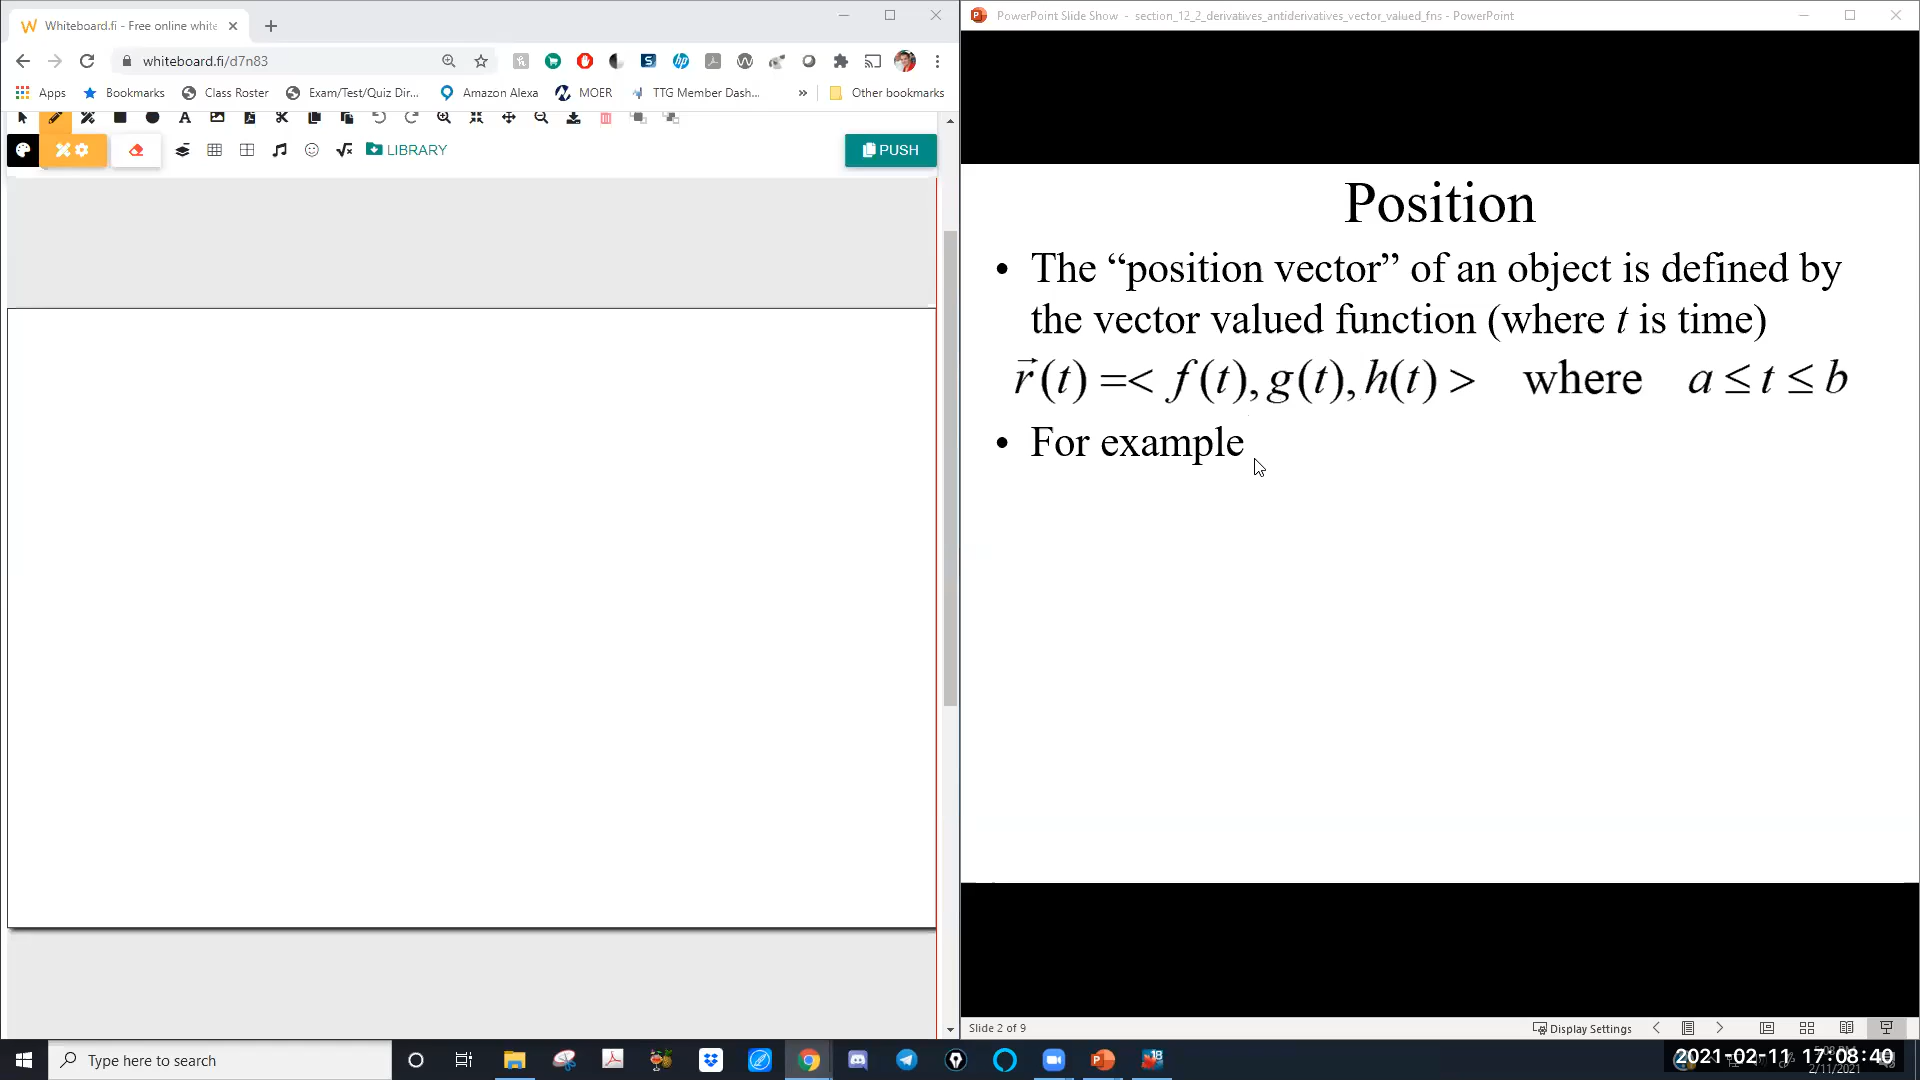 Whiteboard.fi - Free online white
whiteboard.fi/d7n83
Apps Bookmarks Class Roster Exam/Test/Quiz Dir... Amazon Alexa MOER TTG Member Dash... » Other bookmarks
LIBRARY
PUSH
PowerPoint Slide Show - section_12_2_derivatives_antiderivatives_vector_valued_fns - PowerPoint
Position
• The “position vector” of an object is defined by
the vector valued function (where t is time)
r⃗(t) =< f(t), g(t), h(t) > where a ≤ t ≤ b
• For example
Slide 2 of 9
Display Settings
Type here to search
2021-02-11 17:08:40
2/11/2021